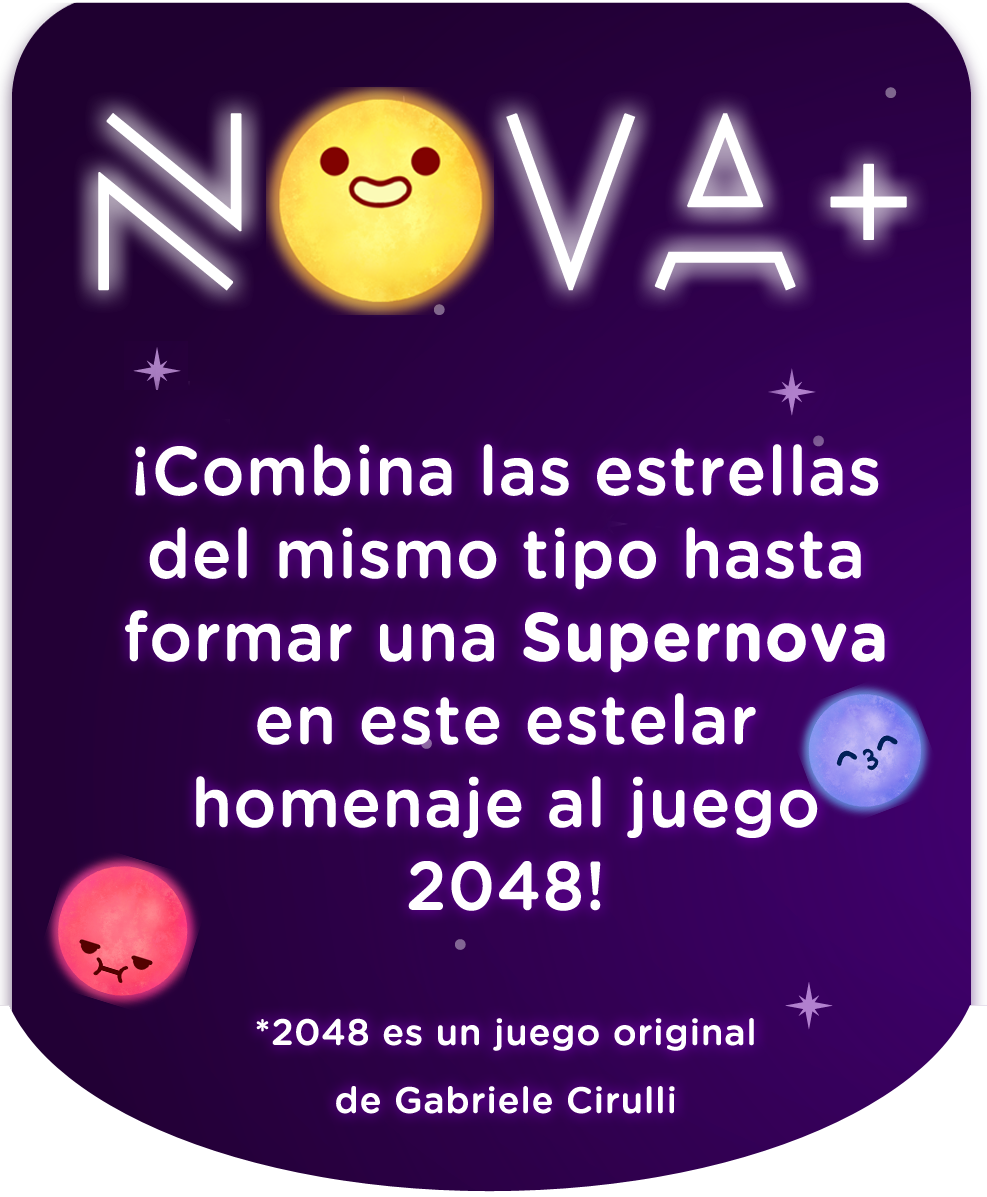 NOVA+
¡Combina las estrellas
del mismo tipo hasta
formar una Supernova
en este estelar
homenaje al juego
2048!
*2048 es un juego original
de Gabriele Cirulli